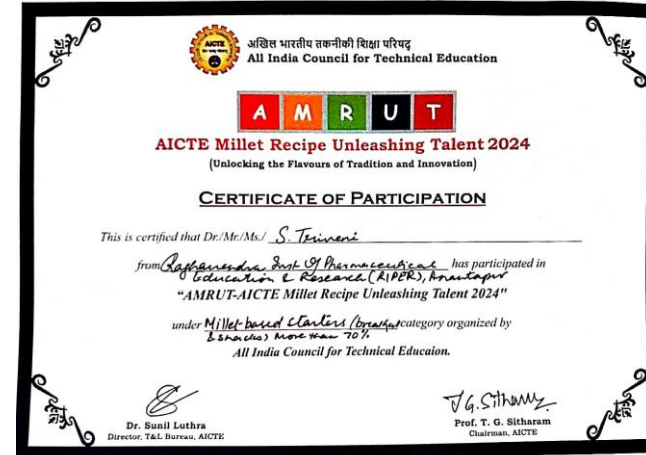 AICTE
अखिल भारतीय तकनीकी शिक्षा परिषद्
All India Council for Technical Education
AMRUT
AICTE Millet Recipe Unleashing Talent 2024
(Unlocking the Flavours of Tradition and Innovation)
CERTIFICATE OF PARTICIPATION
This is certified that Dr./Mr./Ms./ S. Triveni
from Raghavendra Inst Of Pharmaceutical has participated in
Education & Research (RIPER), Anantapur
"AMRUT-AICTE Millet Recipe Unleashing Talent 2024"
under Millet-based Starters (breakfast category organized by
& snacks) More than 70%
All India Council for Technical Educaion.
T G. Sitharam
Dr. Sunil Luthra
Director, T&L Bureau, AICTE
Prof. T. G. Sitharam
Chairman, AICTE